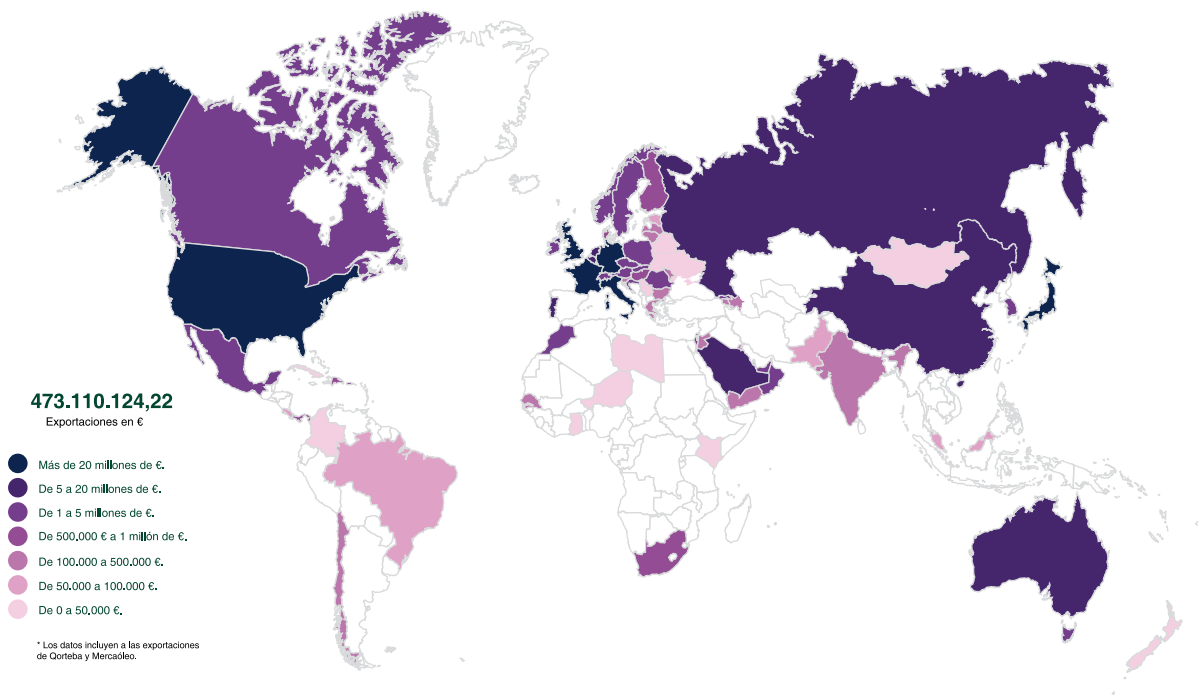 473.110.124,22
Exportaciones en €
Más de 20 millones de €.
De 5 a 20 millones de €.
De 1 a 5 millones de €.
De 500.000 € a 1 millón de €.
De 100.000 a 500.000 €.
De 50.000 a 100.000 €.
De 0 a 50.000 €.
* Los datos incluyen a las exportaciones
de Qorteba y Mercaóleo.